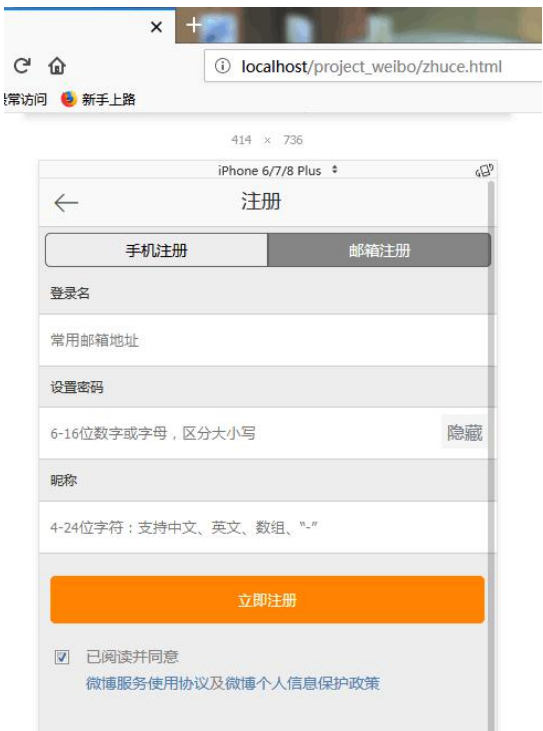 localhost/project_weibo/zhuce.html
常访问 新手上路
414 × 736
iPhone 6/7/8 Plus
注册
手机注册 邮箱注册
登录名
常用邮箱地址
设置密码
6-16位数字或字母，区分大小写 隐藏
昵称
4-24位字符：支持中文、英文、数组、“-”
立即注册
已阅读并同意
微博服务使用协议及微博个人信息保护政策